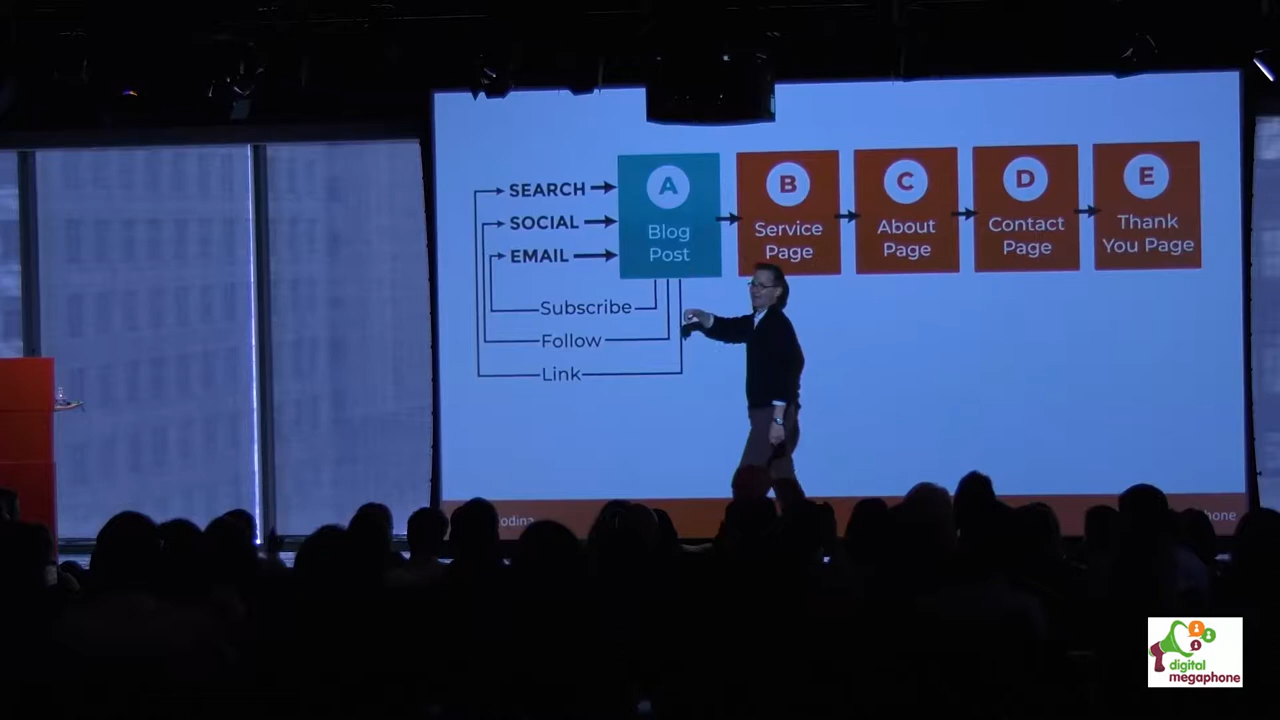 SEARCH
SOCIAL
EMAIL
A
Blog
Post
B
Service
Page
C
About
Page
D
Contact
Page
E
Thank
You Page
Subscribe
Follow
Link
digital
megaphone